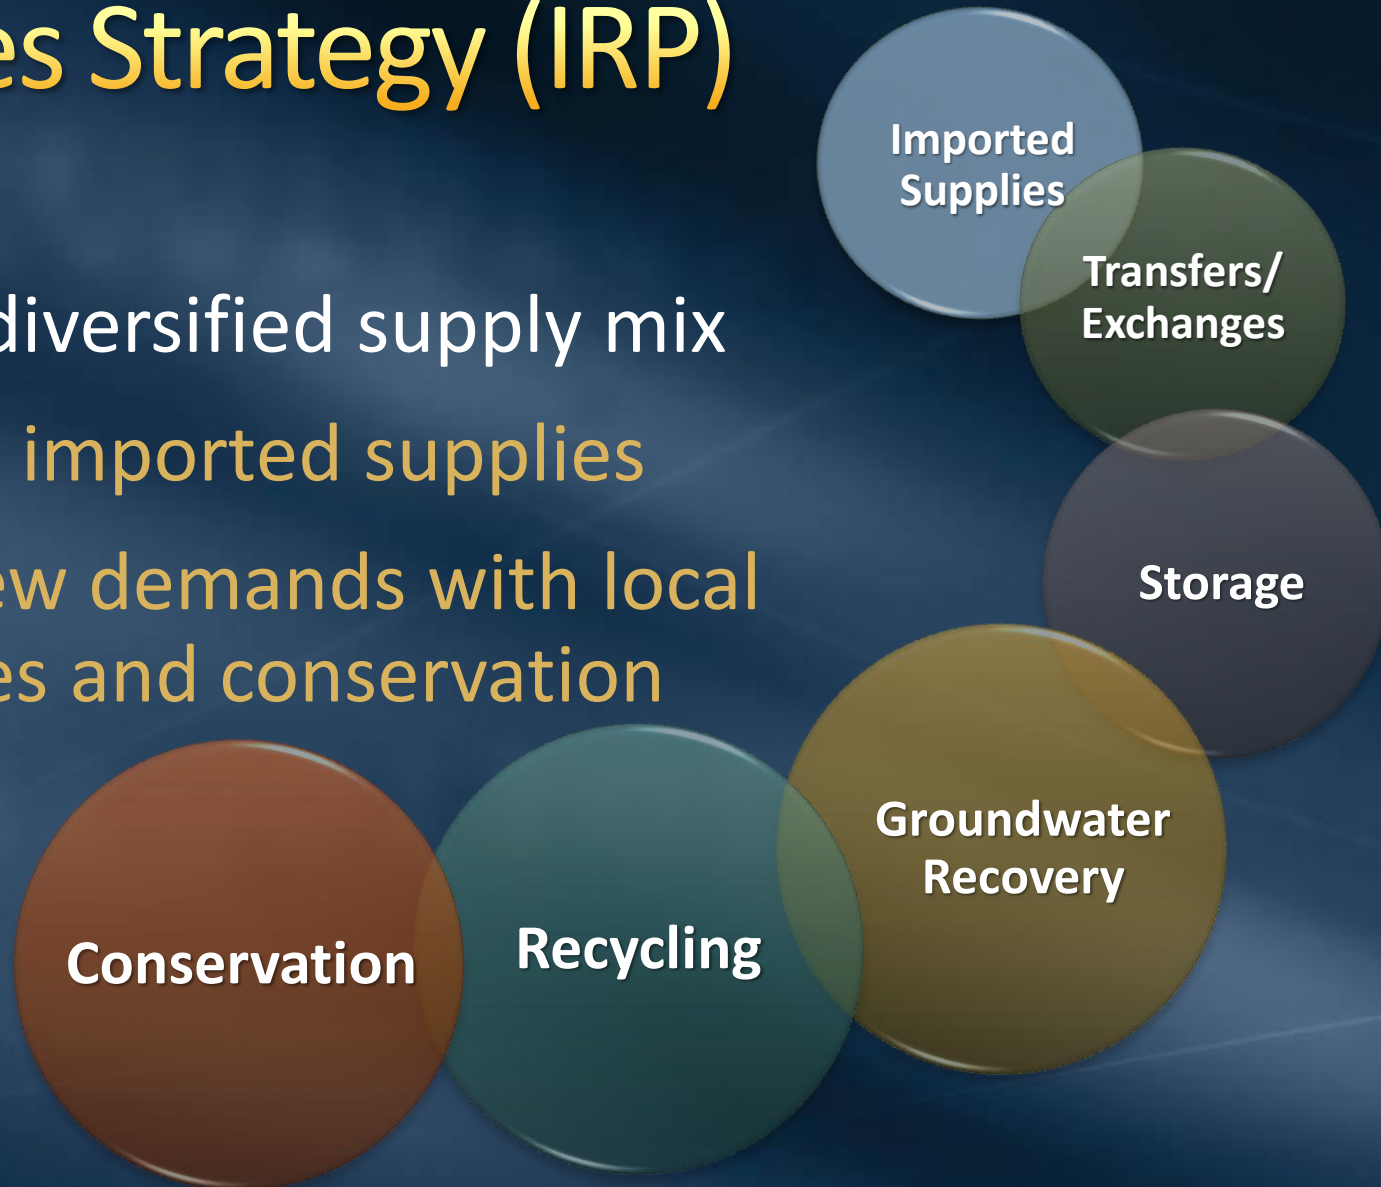 es Strategy (IRP)
diversified supply mix
imported supplies
ew demands with local
es and conservation
Imported
Supplies
Transfers/
Exchanges
Storage
Groundwater
Recovery
Recycling
Conservation